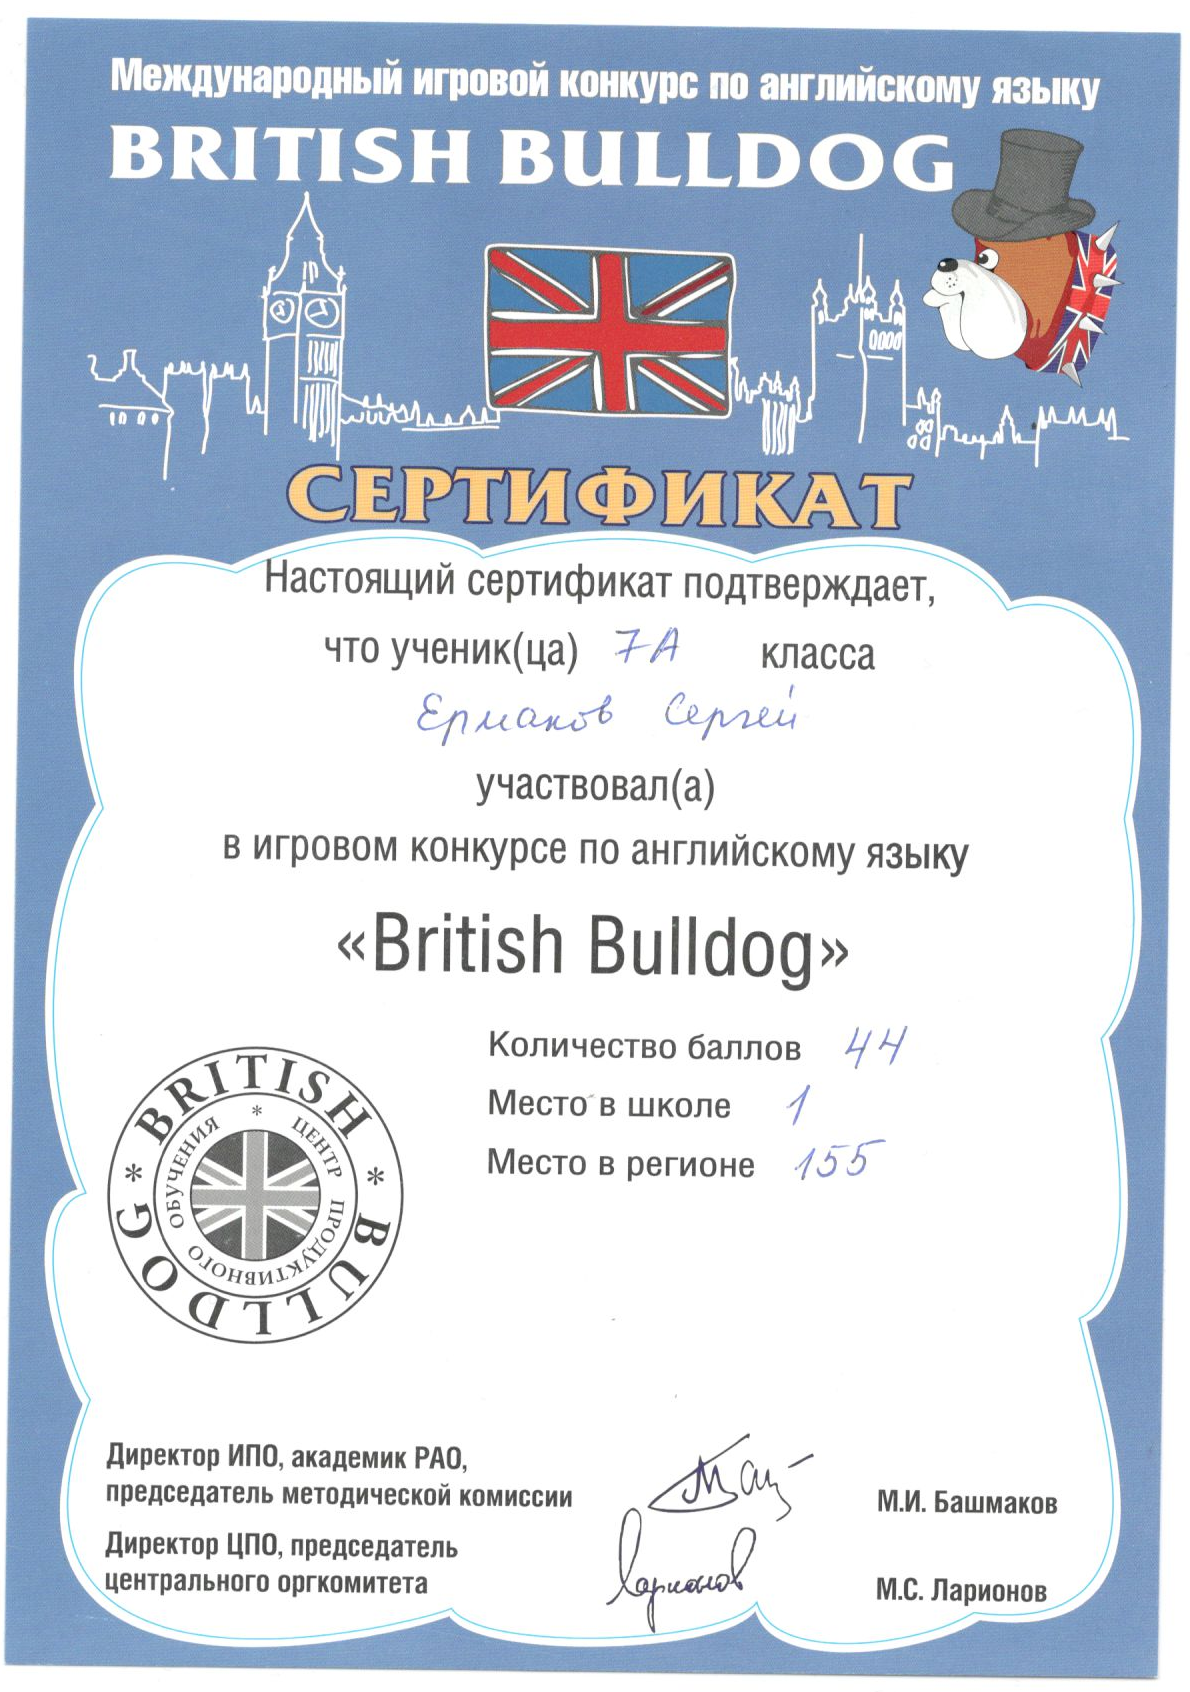 Международный игровой конкурс по английскому языку
BRITISH BULLDOG
СЕРТИФИКАТ
Настоящий сертификат подтверждает,
что ученик(ца) 7А класса
Ермаков Сергей
участвовал(а)
в игровом конкурсе по английскому языку
«British Bulldog»
Количество баллов 44
Место в школе 1
Место в регионе 155
* BRITISH * BULLDOG
* ЦЕНТР ПРОДУКТИВНОГО ОБУЧЕНИЯ
Директор ИПО, академик РАО,
председатель методической комиссии
М.И. Башмаков
Директор ЦПО, председатель
центрального оргкомитета
Ларионов
М.С. Ларионов